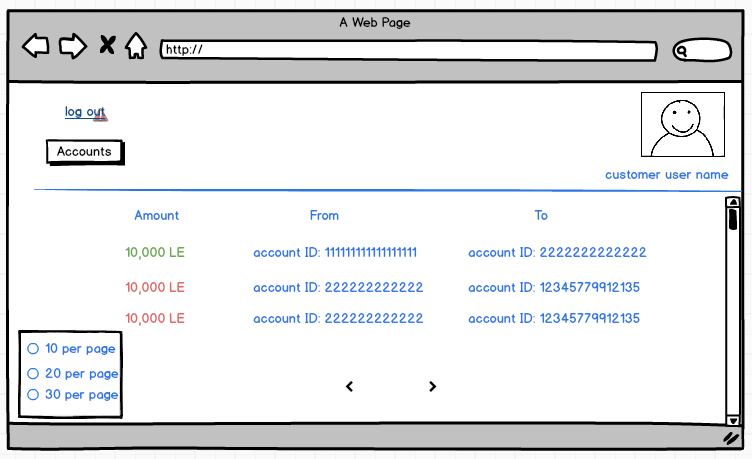 A Web Page
http://
log out
Accounts
customer user name
Amount From To
10,000 LE account ID: 111111111111111111 account ID: 2222222222222
10,000 LE account ID: 222222222222 account ID: 12345779912135
10,000 LE account ID: 222222222222 account ID: 12345779912135
10 per page
20 per page
30 per page